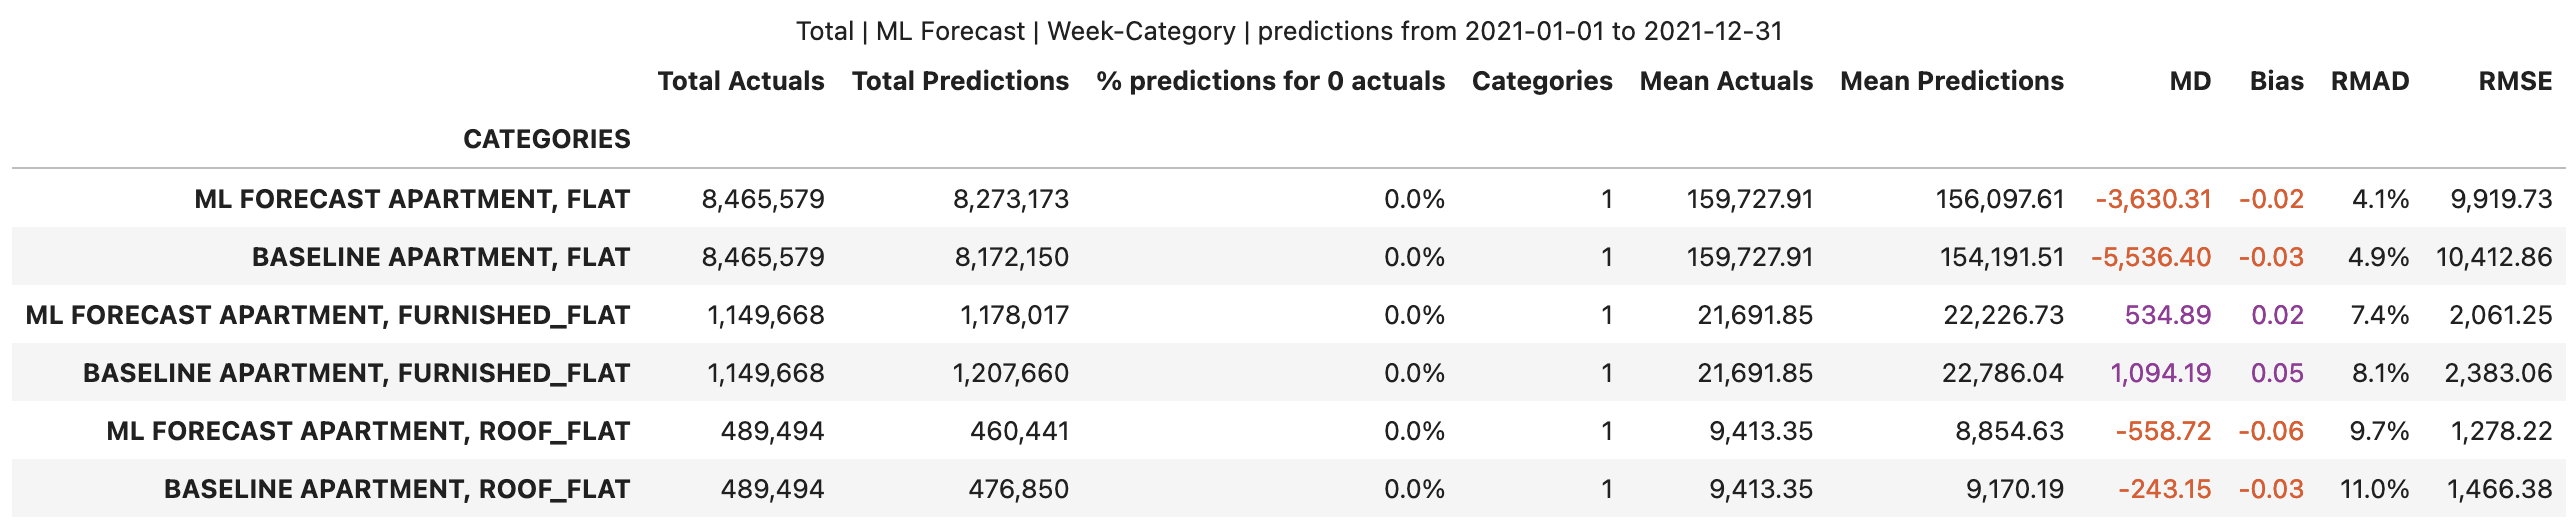 Total | ML Forecast | Week-Category | predictions from 2021-01-01 to 2021-12-31
Total Actuals Total Predictions % predictions for 0 actuals Categories Mean Actuals Mean Predictions MD Bias RMAD RMSE
CATEGORIES
ML FORECAST APARTMENT, FLAT 8,465,579 8,273,173 0.0% 1 159,727.91 156,097.61 -3,630.31 -0.02 4.1% 9,919.73
BASELINE APARTMENT, FLAT 8,465,579 8,172,150 0.0% 1 159,727.91 154,191.51 -5,536.40 -0.03 4.9% 10,412.86
ML FORECAST APARTMENT, FURNISHED_FLAT 1,149,668 1,178,017 0.0% 1 21,691.85 22,226.73 534.89 0.02 7.4% 2,061.25
BASELINE APARTMENT, FURNISHED_FLAT 1,149,668 1,207,660 0.0% 1 21,691.85 22,786.04 1,094.19 0.05 8.1% 2,383.06
ML FORECAST APARTMENT, ROOF_FLAT 489,494 460,441 0.0% 1 9,413.35 8,854.63 -558.72 -0.06 9.7% 1,278.22
BASELINE APARTMENT, ROOF_FLAT 489,494 476,850 0.0% 1 9,413.35 9,170.19 -243.15 -0.03 11.0% 1,466.38